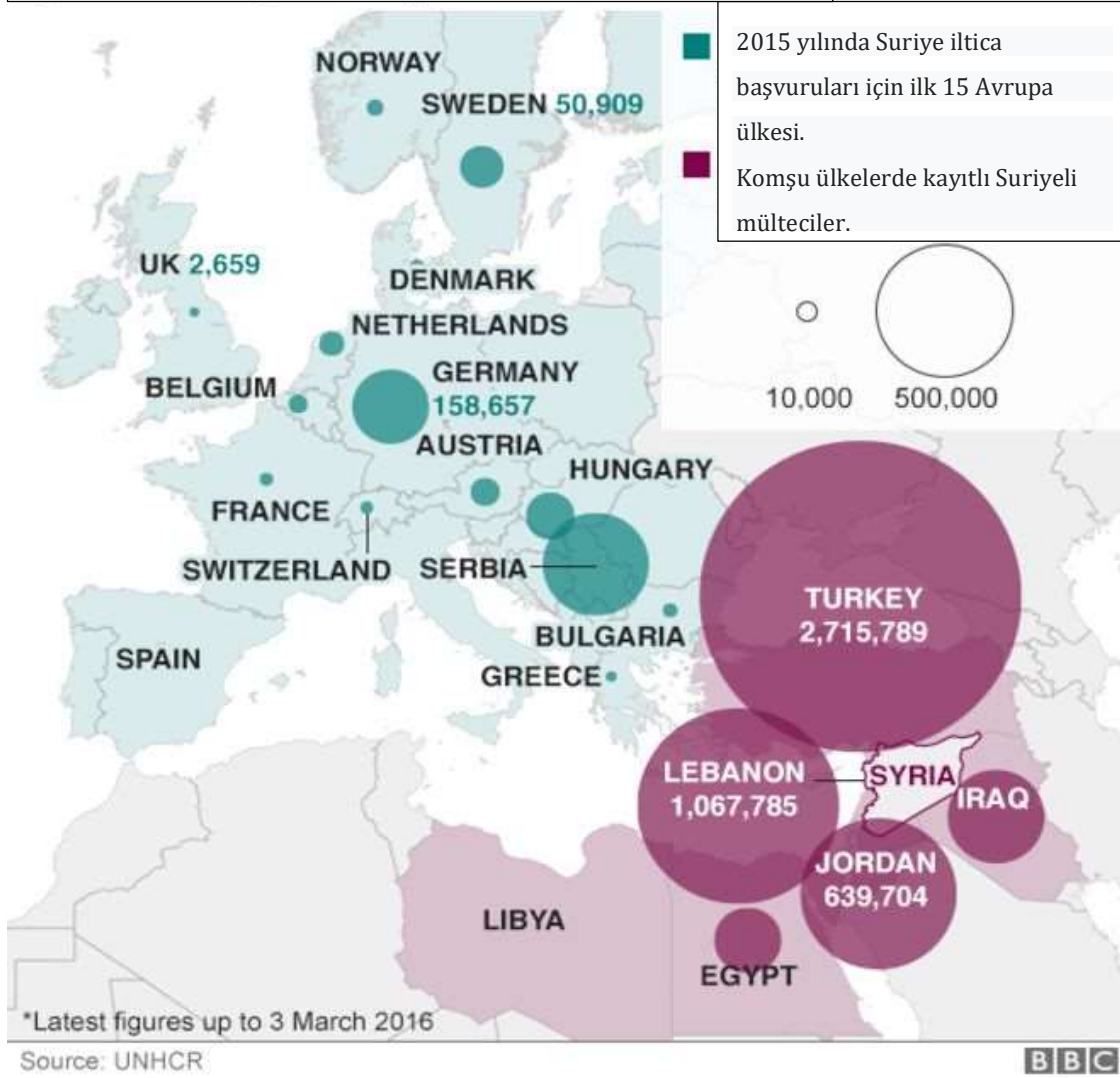 2015 yılında Suriye iltica
başvuruları için ilk 15 Avrupa
ülkesi.
Komşu ülkelerde kayıtlı Suriyeli
mülteciler.
10,000
500,000
NORWAY
SWEDEN 50,909
UK 2,659
DENMARK
NETHERLANDS
GERMANY
158,657
BELGIUM
AUSTRIA
HUNGARY
FRANCE
SWITZERLAND
SERBIA
BULGARIA
SPAIN
GREECE
TURKEY
2,715,789
LEBANON
1,067,785
SYRIA
IRAQ
JORDAN
639,704
LIBYA
EGYPT
*Latest figures up to 3 March 2016
Source: UNHCR
BBC